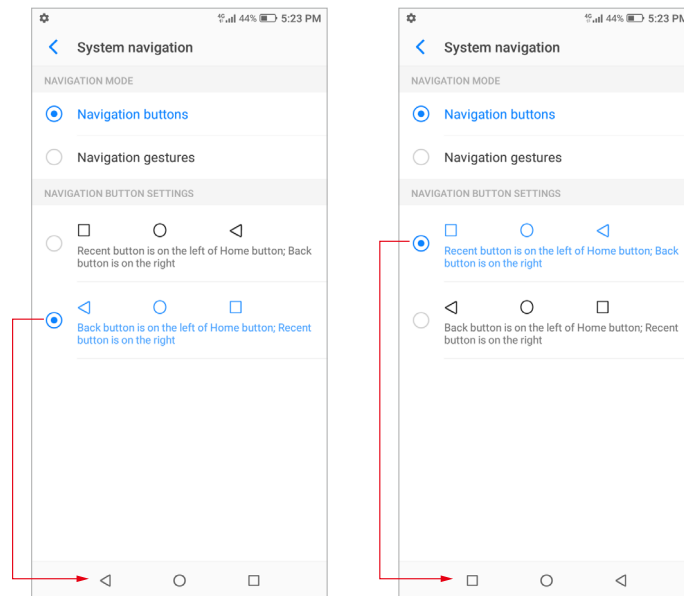 4G 44% 5:23 PM
System navigation
NAVIGATION MODE
Navigation buttons
Navigation gestures
NAVIGATION BUTTON SETTINGS
Recent button is on the left of Home button; Back
button is on the right
Back button is on the left of Home button; Recent
button is on the right
4G 44% 5:23 PM
System navigation
NAVIGATION MODE
Navigation buttons
Navigation gestures
NAVIGATION BUTTON SETTINGS
Recent button is on the left of Home button; Back
button is on the right
Back button is on the left of Home button; Recent
button is on the right